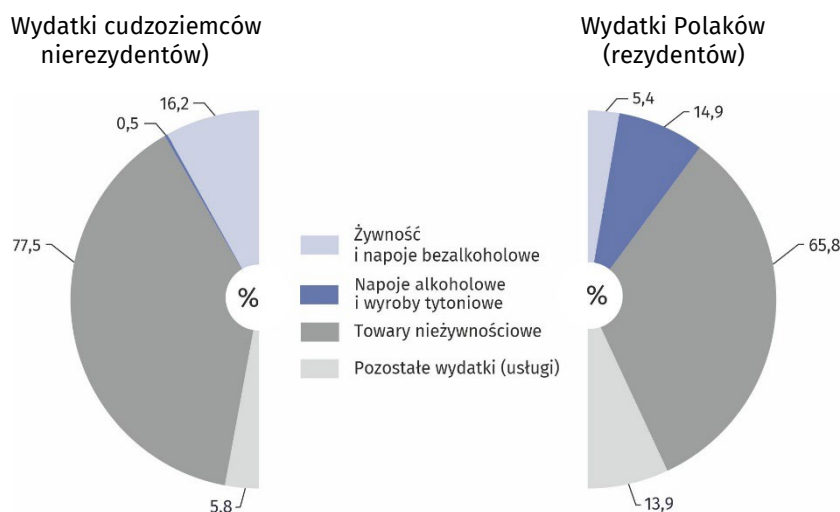 Wydatki cudzoziemców
nierezydentów)
16,2
0,5
77,5
%
5,8
Żywność
i napoje bezalkoholowe
Napoje alkoholowe
i wyroby tytoniowe
Towary nieżywnościowe
Pozostałe wydatki (usługi)
Wydatki Polaków
(rezydentów)
5,4
14,9
65,8
%
13,9